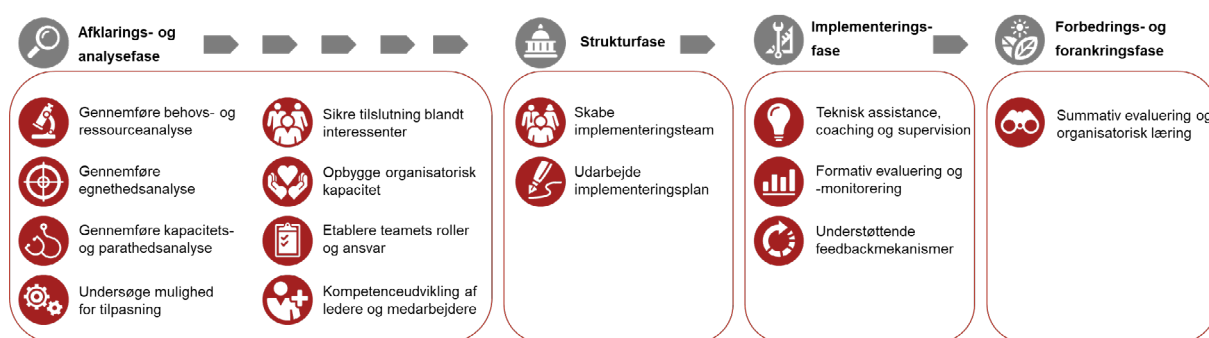 Afklarings- og
analysefase
Gennemføre behovs- og
ressourceanalyse
Gennemføre
egnethedsanalyse
Gennemføre kapacitets-
og parathedsanalyse
Undersøge mulighed
for tilpasning
Sikre tilslutning blandt
interessenter
Opbygge organisatorisk
kapacitet
Etablere teamets roller
og ansvar
Kompetenceudvikling af
ledere og medarbejdere
Strukturfase
Skabe
implementeringsteam
Udarbejde
implementeringsplan
Implementerings-
fase
Teknisk assistance,
coaching og supervision
Formativ evaluering og
-monitorering
Understøttende
feedbackmekanismer
Forbedrings- og
forankringsfase
Summativ evaluering og
organisatorisk læring